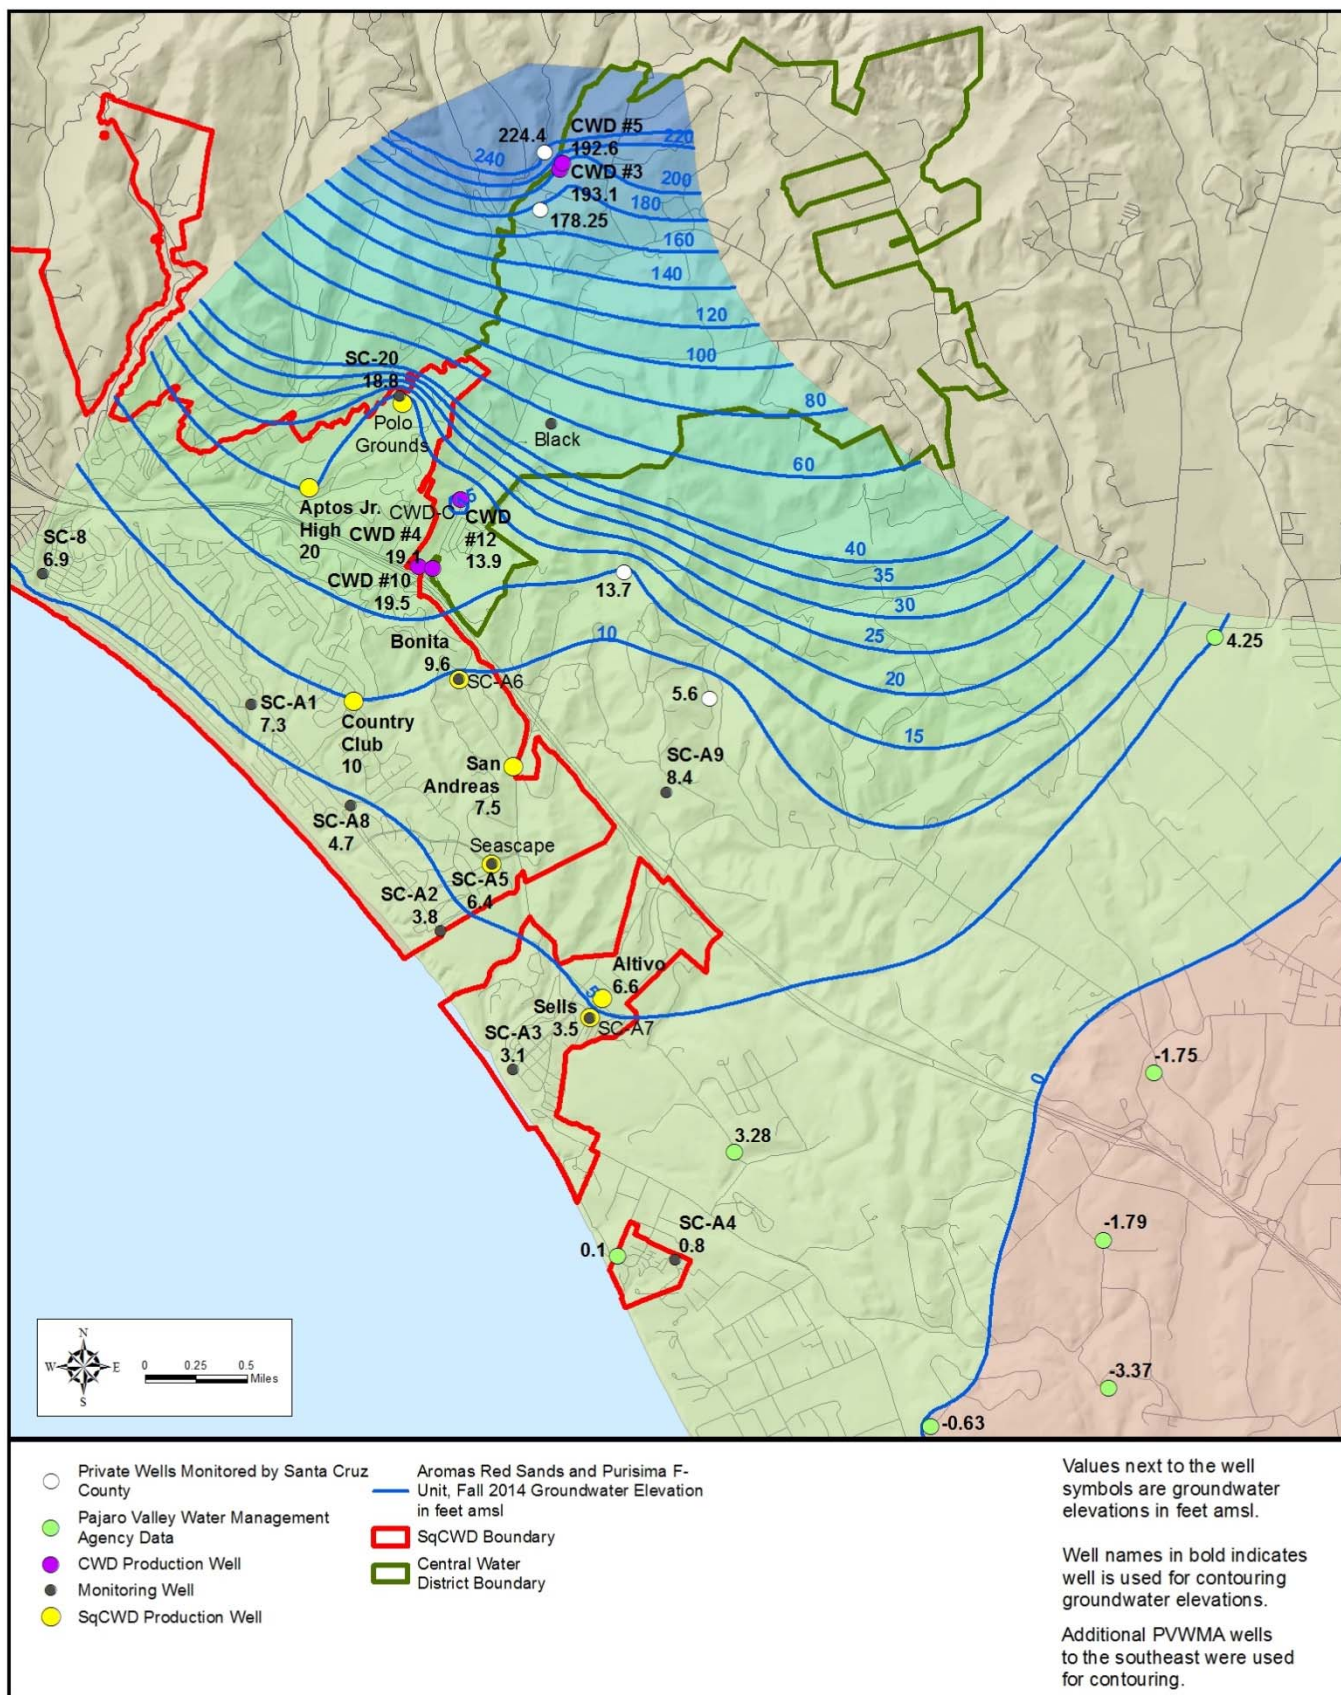 224.4
CWD #5
192.6
220
240
CWD #3
193.1
200
180
178.25
160
140
120
100
SC-20
18.8
80
Polo
Grounds
Black
60
Aptos Jr.
High
20
CWD-C
CWD
#12
13.9
CWD #4
19.1
CWD #10
19.5
SC-8
6.9
40
35
30
13.7
25
10
4.25
Bonita
9.6
SC-A6
20
5.6
SC-A1
7.3
15
Country
Club
10
San
Andreas
7.5
SC-A9
8.4
SC-A8
4.7
Seascape
SC-A5
6.4
SC-A2
3.8
Altivo
6.6
5
Sells
3.5
SC-A7
SC-A3
3.1
-1.75
0
3.28
SC-A4
0.8
0.1
-1.79
-3.37
-0.63
N
W
E
S
0
0.25
0.5
Miles
Private Wells Monitored by Santa Cruz
County
Pajaro Valley Water Management
Agency Data
CWD Production Well
Monitoring Well
SqCWD Production Well
Aromas Red Sands and Purisima F-
Unit, Fall 2014 Groundwater Elevation
in feet amsl
SqCWD Boundary
Central Water
District Boundary
Values next to the well
symbols are groundwater
elevations in feet amsl.
Well names in bold indicates
well is used for contouring
groundwater elevations.
Additional PVWMA wells
to the southeast were used
for contouring.